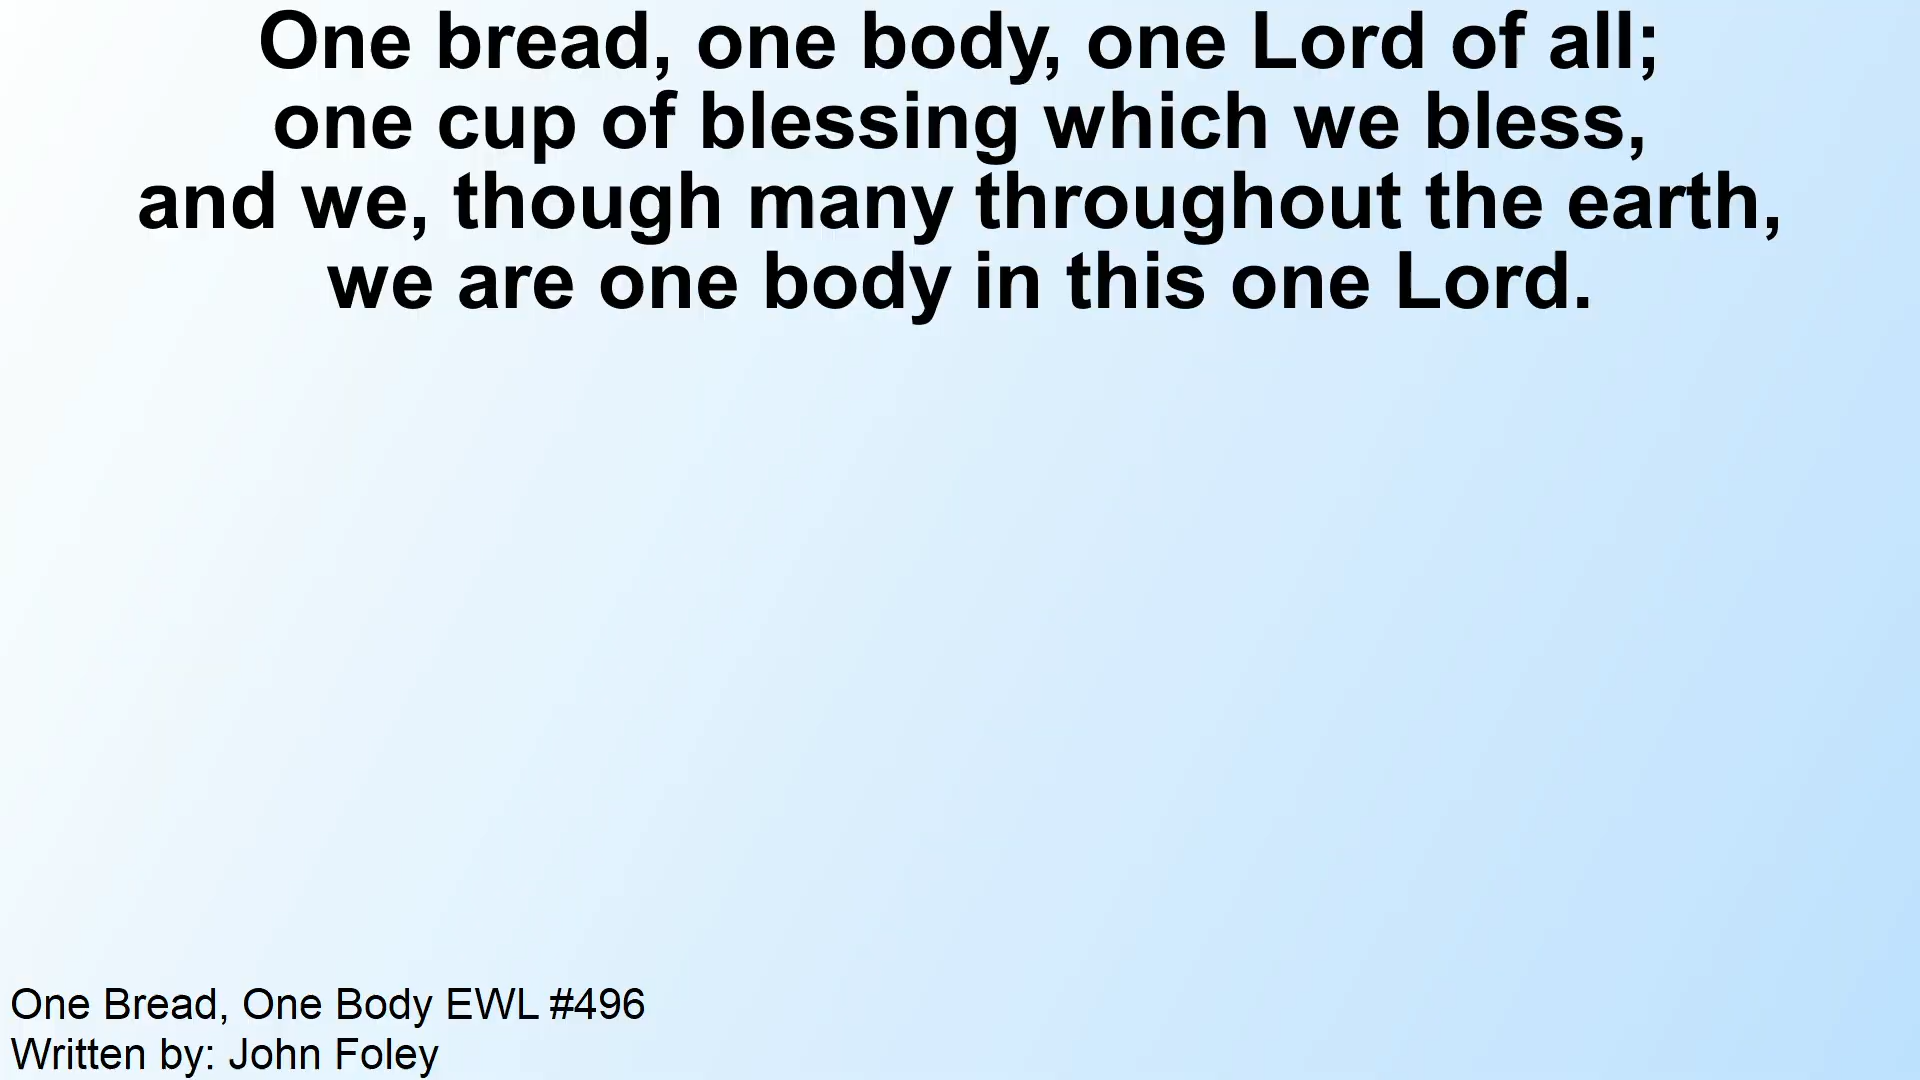 One bread, one body, one Lord of all;
one cup of blessing which we bless,
and we, though many throughout the earth,
we are one body in this one Lord.
One Bread, One Body EWL #496
Written by: John Foley